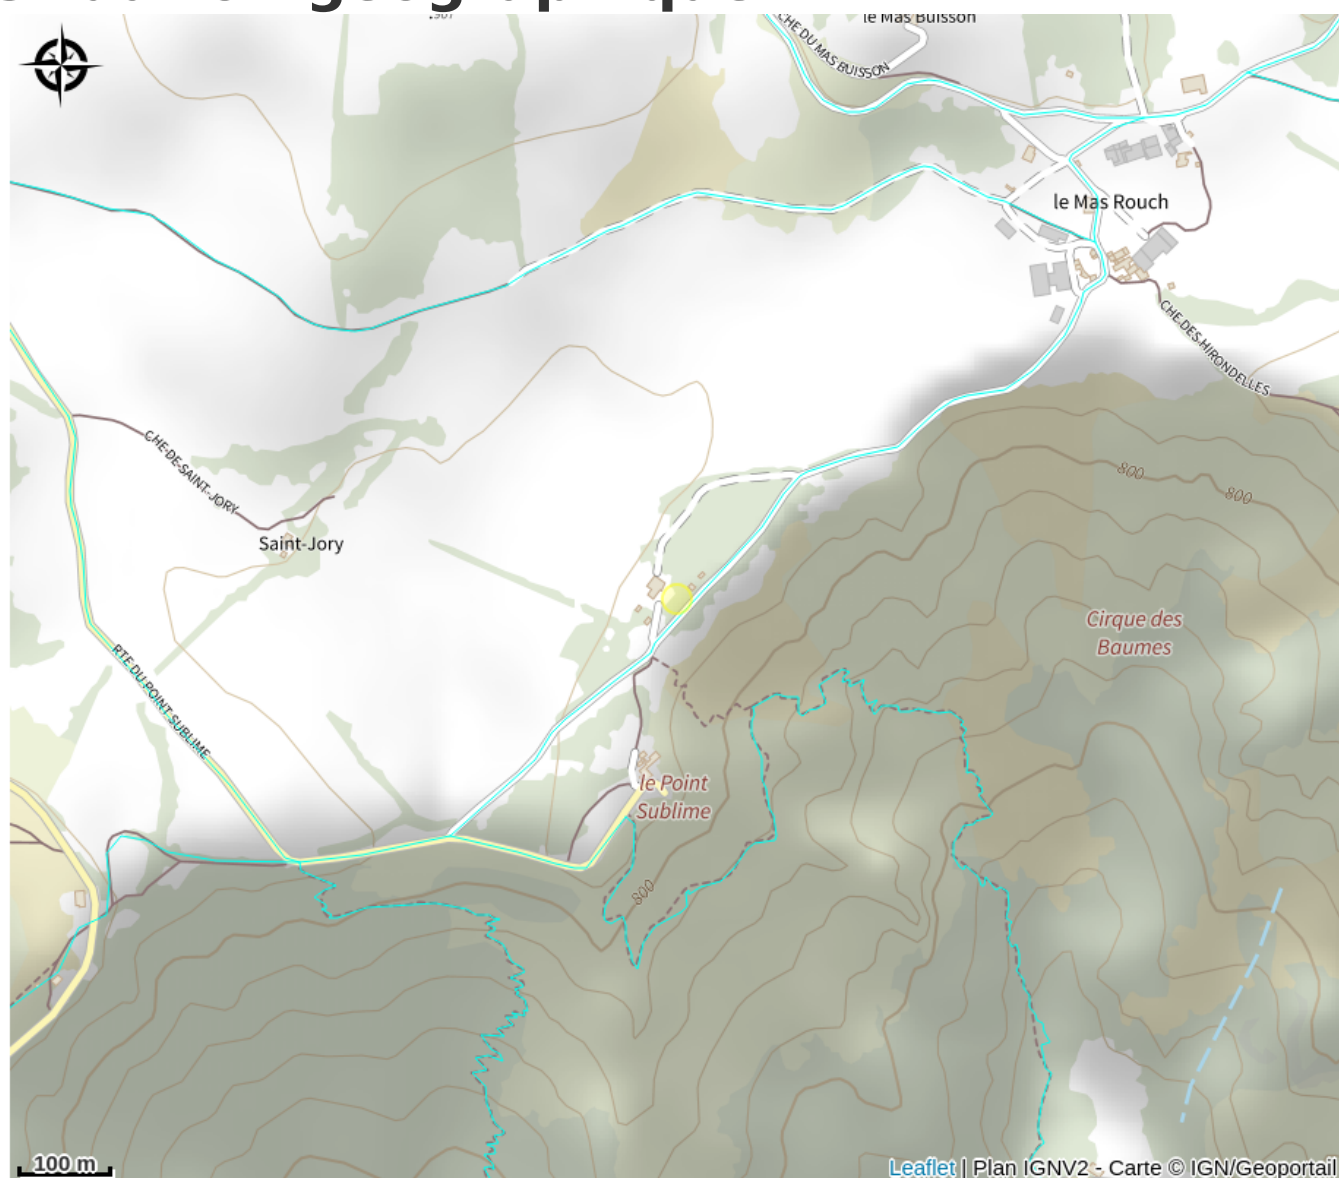 le Mas Buisson
CHE DU MAS BUISSON
le Mas Rouch
CHE DES HIRONDELLES
800
800
CHE-DE-SAINT-JORY
Saint-Jory
Cirque des
Baumes
RTE DU POINT SUBLIME
le Point
Sublime
800
100 m
Leaflet | Plan IGNV2 - Carte © IGN/Geoportail